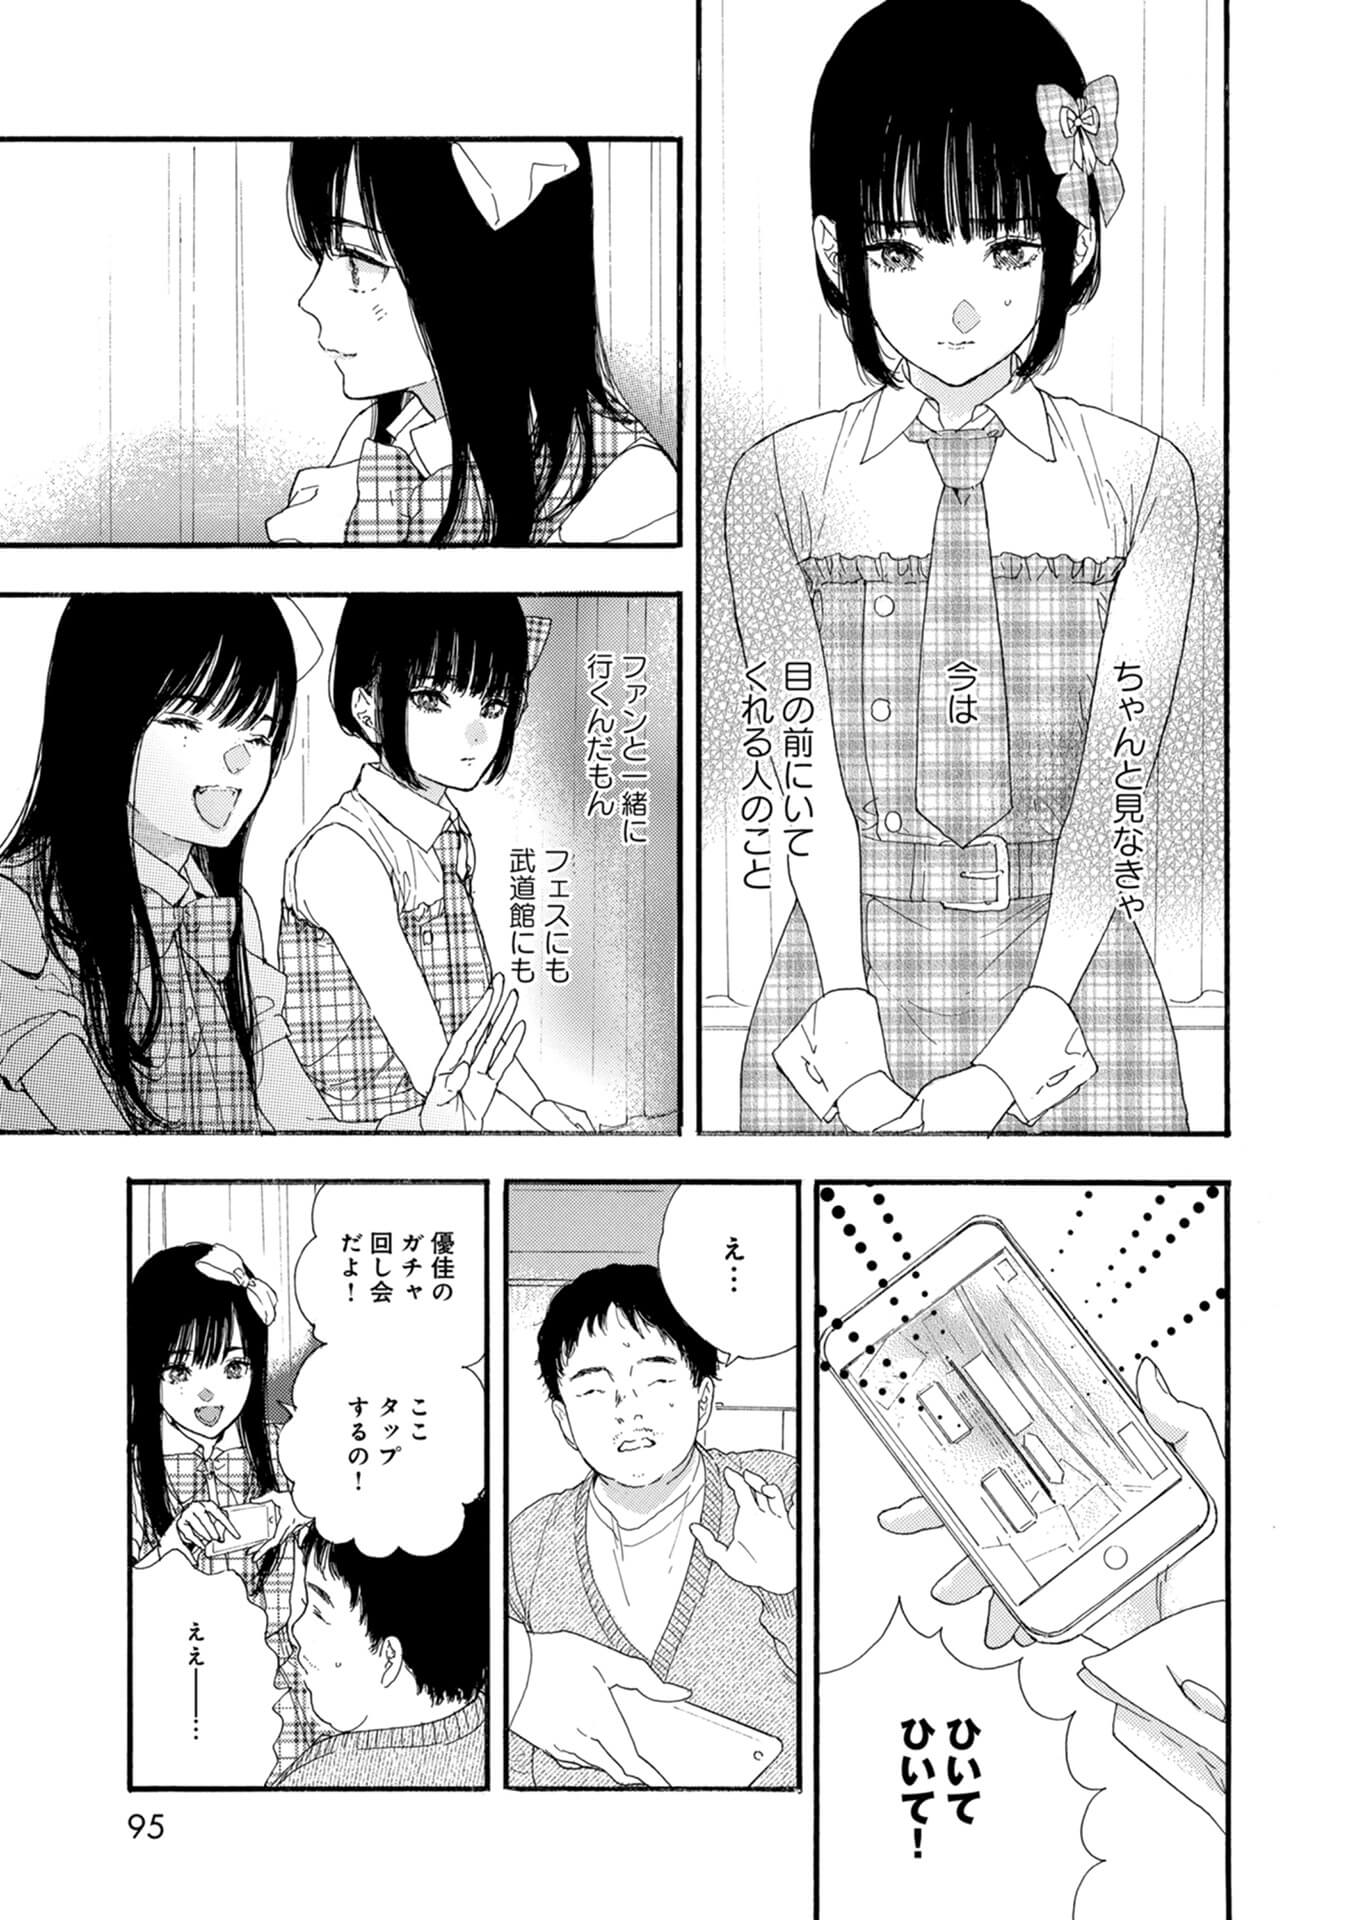 ちゃんと見なきゃ
今は
目の前にいて
くれる人のこと
ファンと一緒に
行くんだもん
フェスにも
武道館にも
ひいて
ひいて！
え…
優佳の
ガチャ
回し会
だよ！
ここ
タップ
するの！
ええ――…
95